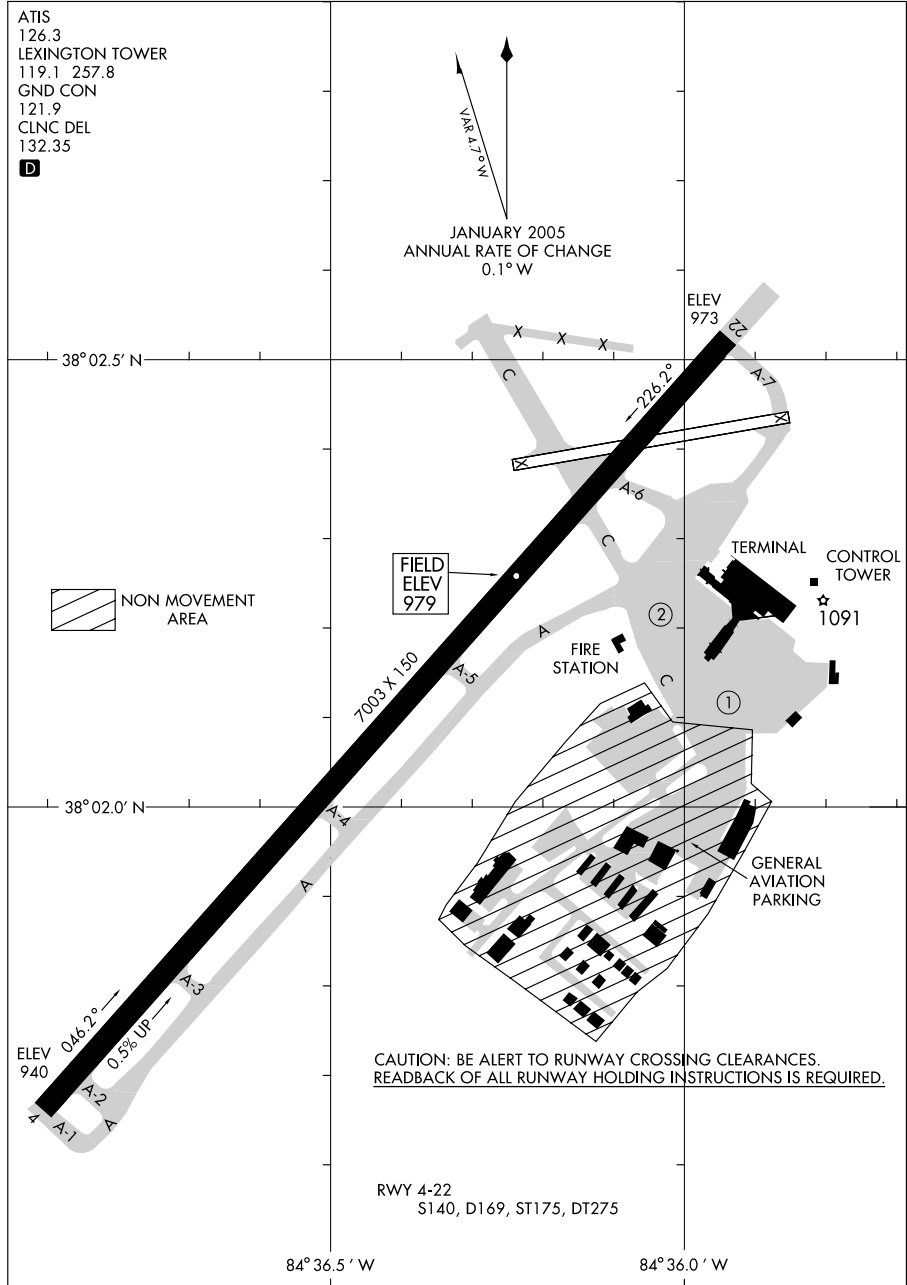 ATIS
126.3
LEXINGTON TOWER
119.1 257.8
GND CON
121.9
CLNC DEL
132.35
D
VAR 4.7° W
JANUARY 2005
ANNUAL RATE OF CHANGE
0.1° W
ELEV
973
22
X X X
38° 02.5' N
C
A-7
226.2°
X
X
A-6
C
FIELD
ELEV
979
TERMINAL
CONTROL
TOWER
1091
NON MOVEMENT
AREA
2
A
FIRE
STATION
A-5
C
1
7003 X 150
38° 02.0' N
A-4
A
GENERAL
AVIATION
PARKING
A-3
046.2°
0.5% UP
ELEV
940
CAUTION: BE ALERT TO RUNWAY CROSSING CLEARANCES.
READBACK OF ALL RUNWAY HOLDING INSTRUCTIONS IS REQUIRED.
A-2
4
A-1
A
RWY 4-22
S140, D169, ST175, DT275
84° 36.5 ' W
84° 36.0 ' W